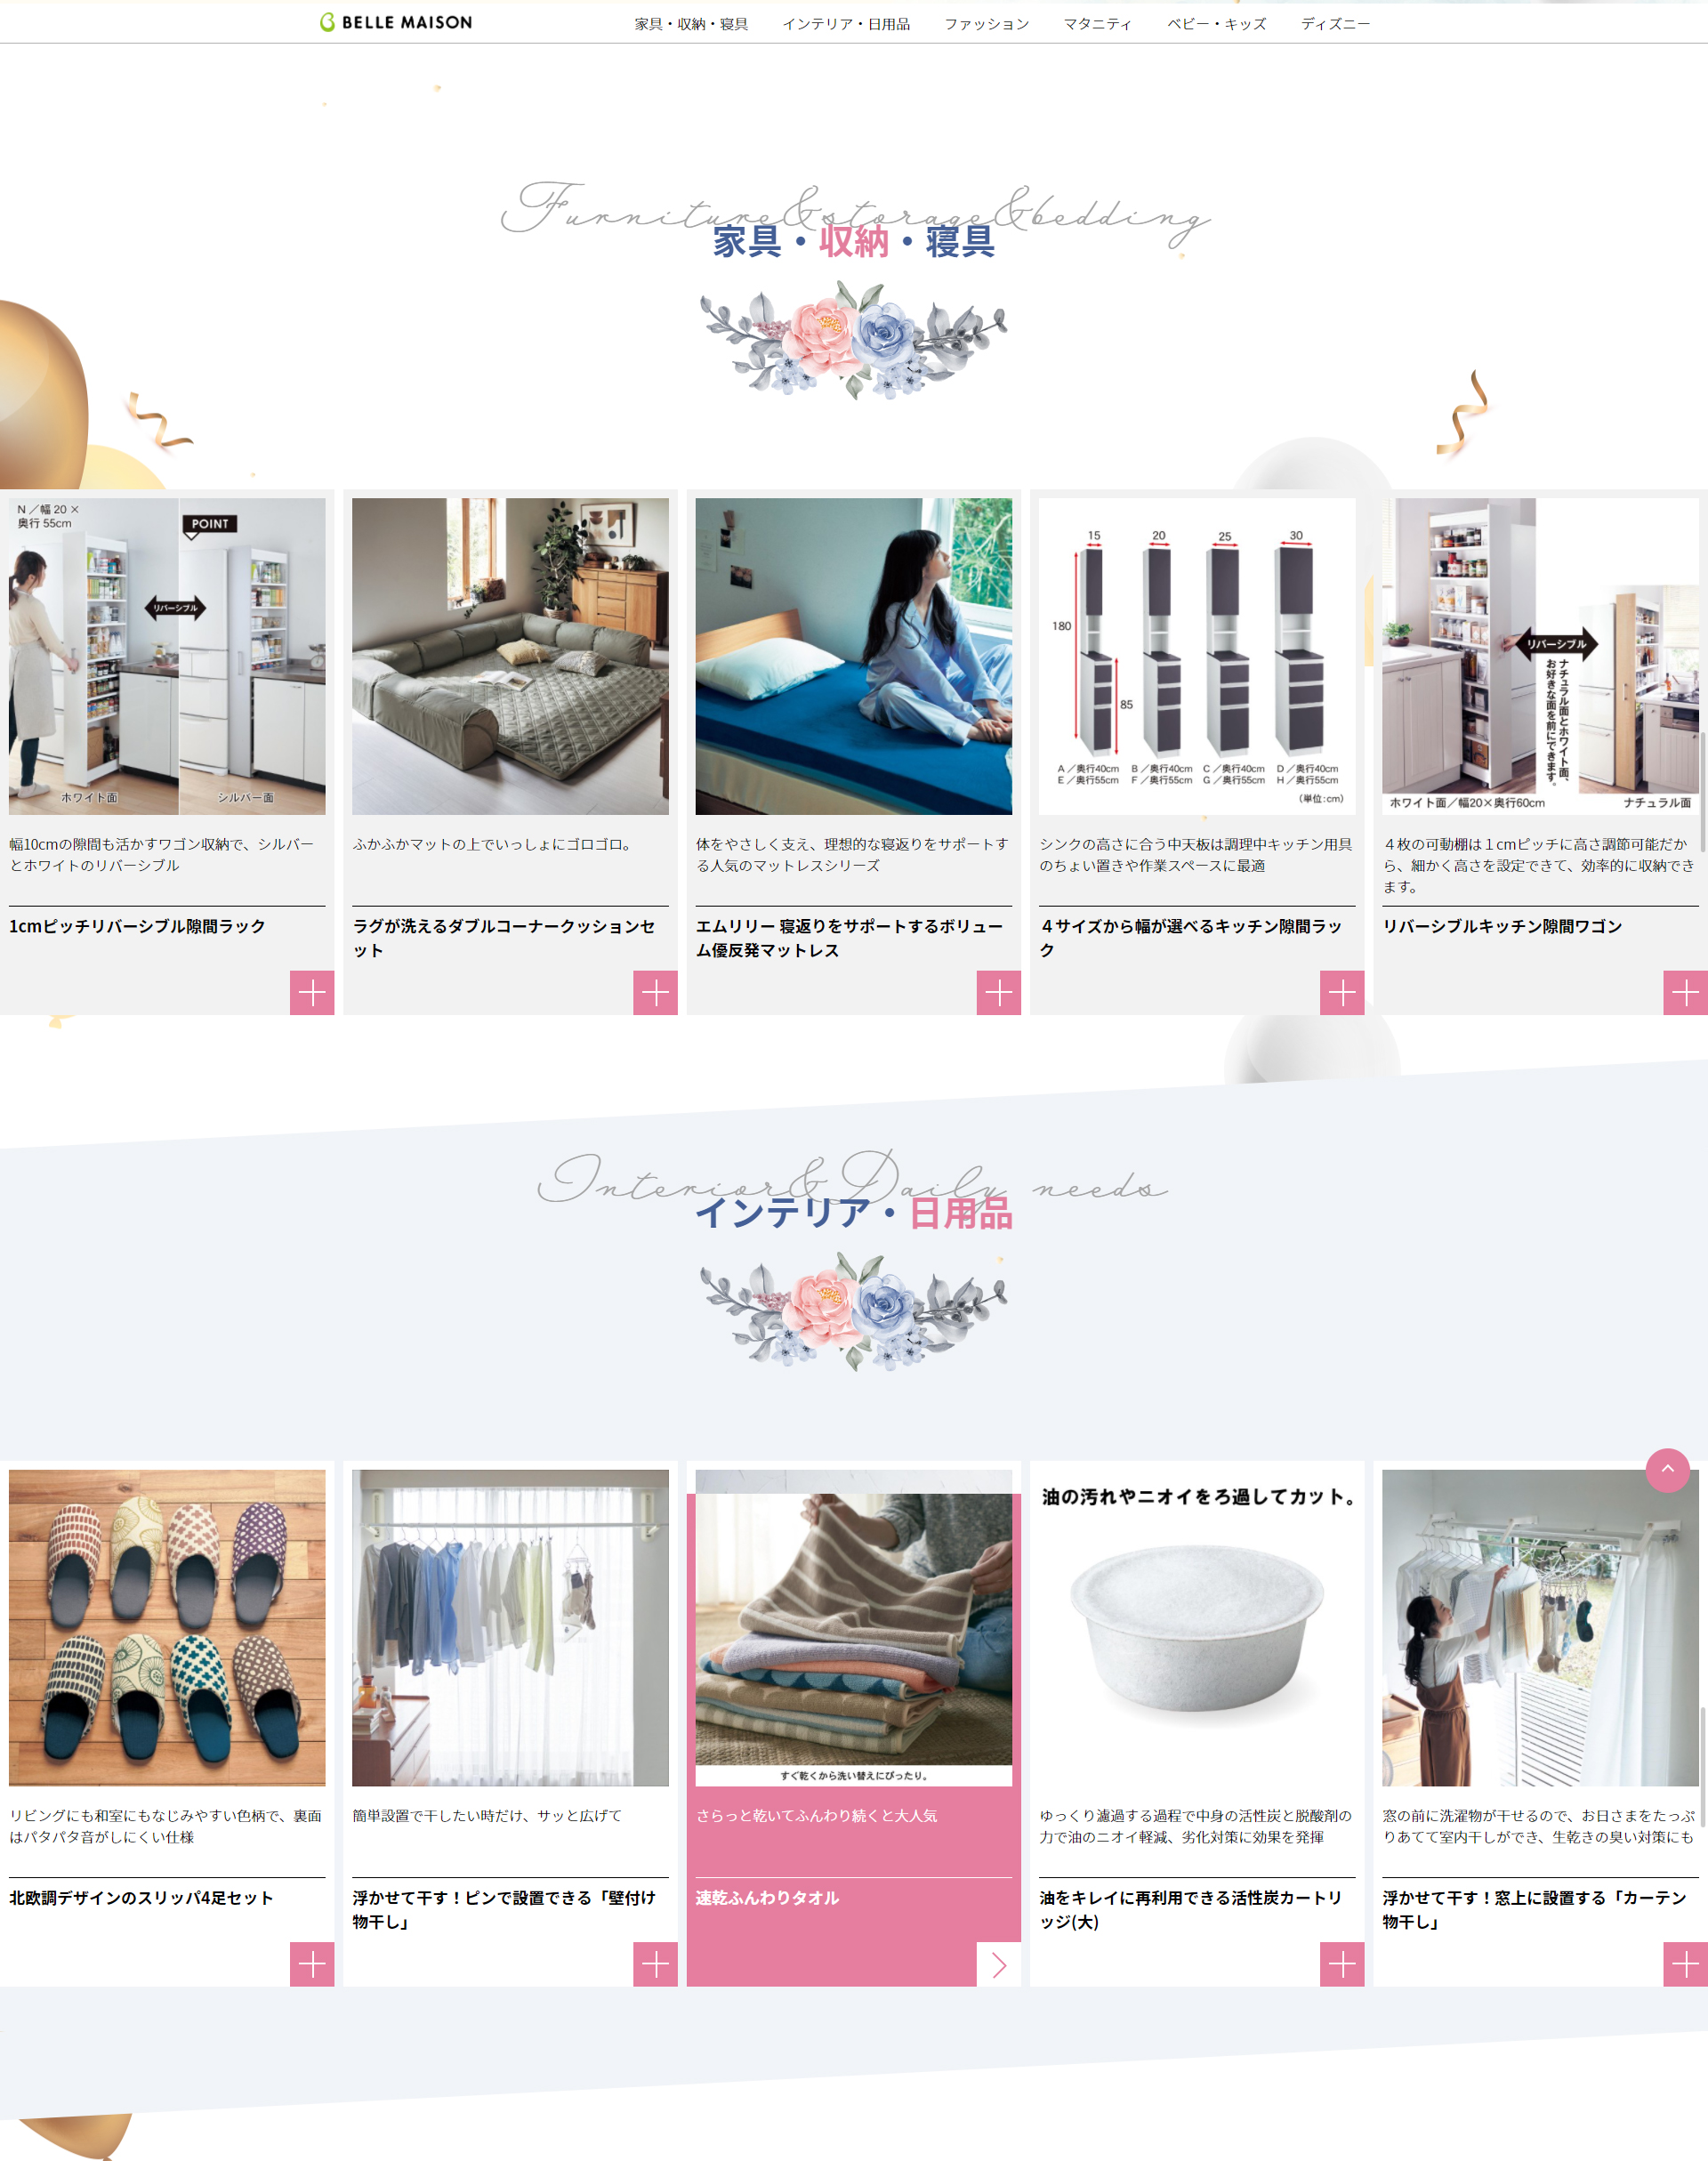 BELLE MAISON
家具・収納・寝具
インテリア・日用品
ファッション
マタニティ
ベビー・キッズ
ディズニー
Furniture&storage&bedding
家具・収納・寝具
N ／幅 20 ×
奥行 55cm
POINT
リバーシブル
ホワイト面
シルバー面
幅10cmの隙間も活かすワゴン収納で、シルバー
とホワイトのリバーシブル
1cmピッチリバーシブル隙間ラック
ふかふかマットの上でいっしょにゴロゴロ。
ラグが洗えるダブルコーナークッションセ
ット
体をやさしく支え、理想的な寝返りをサポートす
る人気のマットレスシリーズ
エムリリー 寝返りをサポートするボリュー
ム優反発マットレス
15
20
25
30
180
85
A ／奥行40cm
B ／奥行40cm
C ／奥行40cm
D ／奥行40cm
E ／奥行55cm
F ／奥行55cm
G ／奥行55cm
H ／奥行55cm
（単位:cm）
シンクの高さに合う中天板は調理中キッチン用具
のちょい置きや作業スペースに最適
４サイズから幅が選べるキッチン隙間ラッ
ク
リバーシブル
ナチュラル面とホワイト面、
お好きな面を前にできます。
ホワイト面／幅20×奥行60cm
ナチュラル面
４枚の可動棚は１cmピッチに高さ調節可能だか
ら、細かく高さを設定できて、効率的に収納でき
ます。
リバーシブルキッチン隙間ワゴン
Interior&Daily needs
インテリア・日用品
リビングにも和室にもなじみやすい色柄で、裏面
はパタパタ音がしにくい仕様
北欧調デザインのスリッパ4足セット
簡単設置で干したい時だけ、サッと広げて
浮かせて干す！ピンで設置できる「壁付け
物干し」
すぐ乾くから洗い替えにぴったり。
さらっと乾いてふんわり続くと大人気
速乾ふんわりタオル
油の汚れやニオイをろ過してカット。
ゆっくり濾過する過程で中身の活性炭と脱酸剤の
力で油のニオイ軽減、劣化対策に効果を発揮
油をキレイに再利用できる活性炭カートリ
ッジ(大)
窓の前に洗濯物が干せるので、お日さまをたっぷ
りあてて室内干しができ、生乾きの臭い対策にも
浮かせて干す！窓上に設置する「カーテン
物干し」